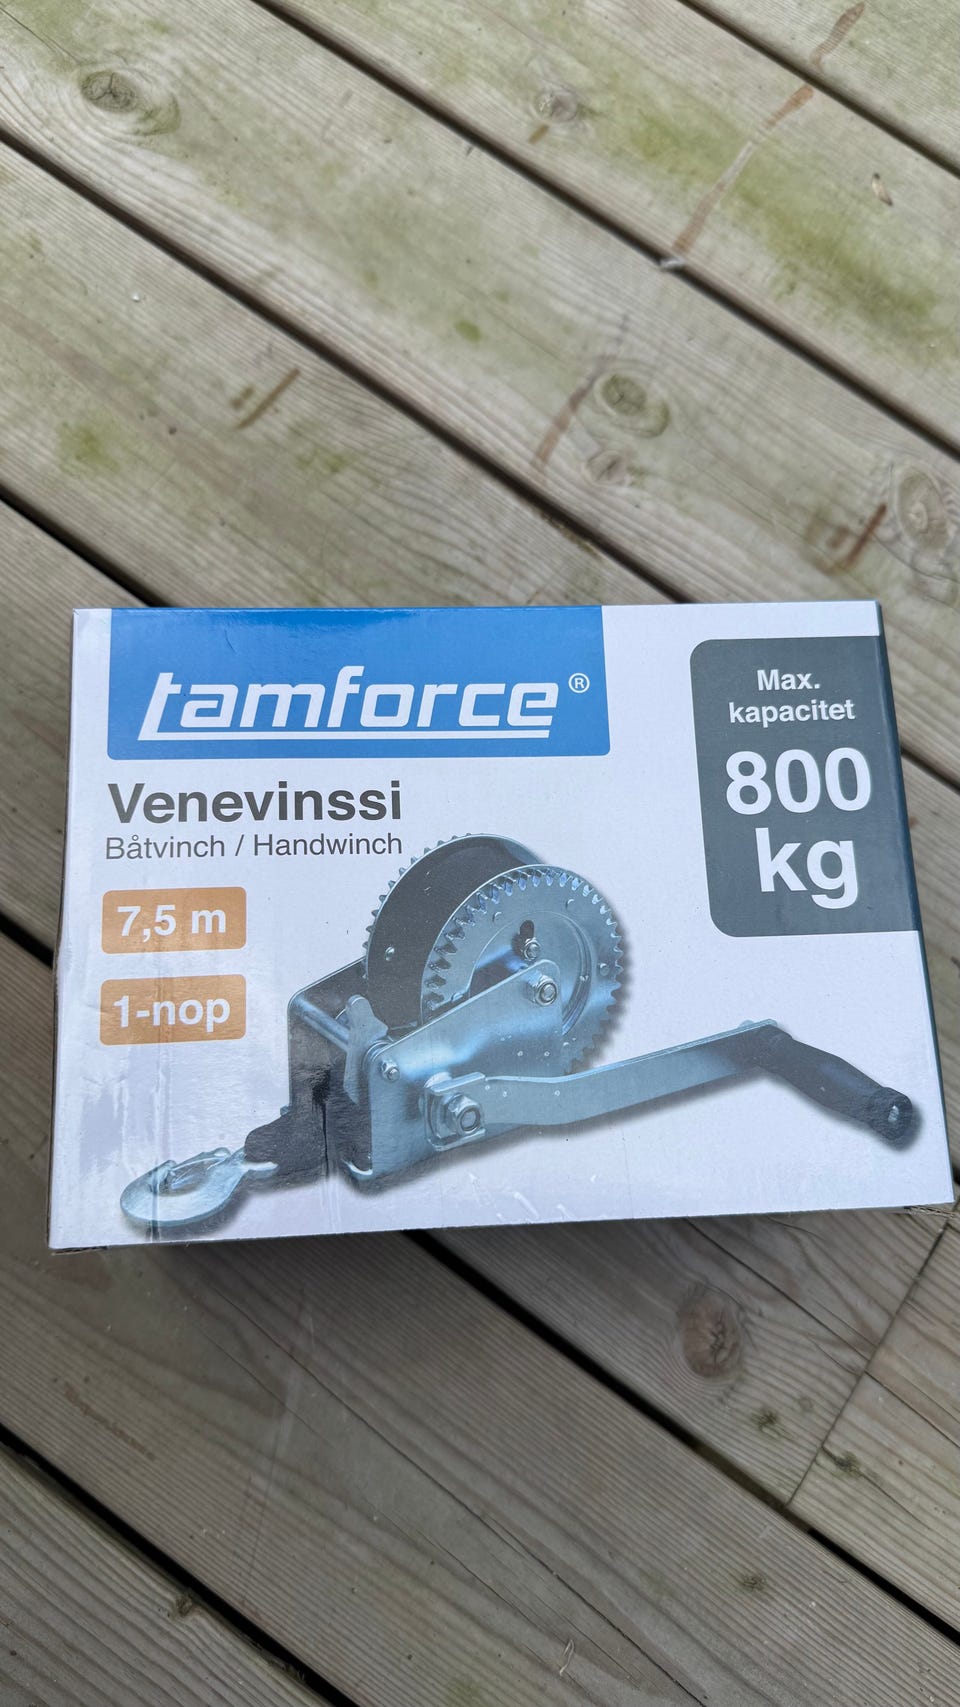 tamforce®
Venevinssi
Båtvinch / Handwinch
7,5 m
1-nop
Max.
kapacitet
800
kg